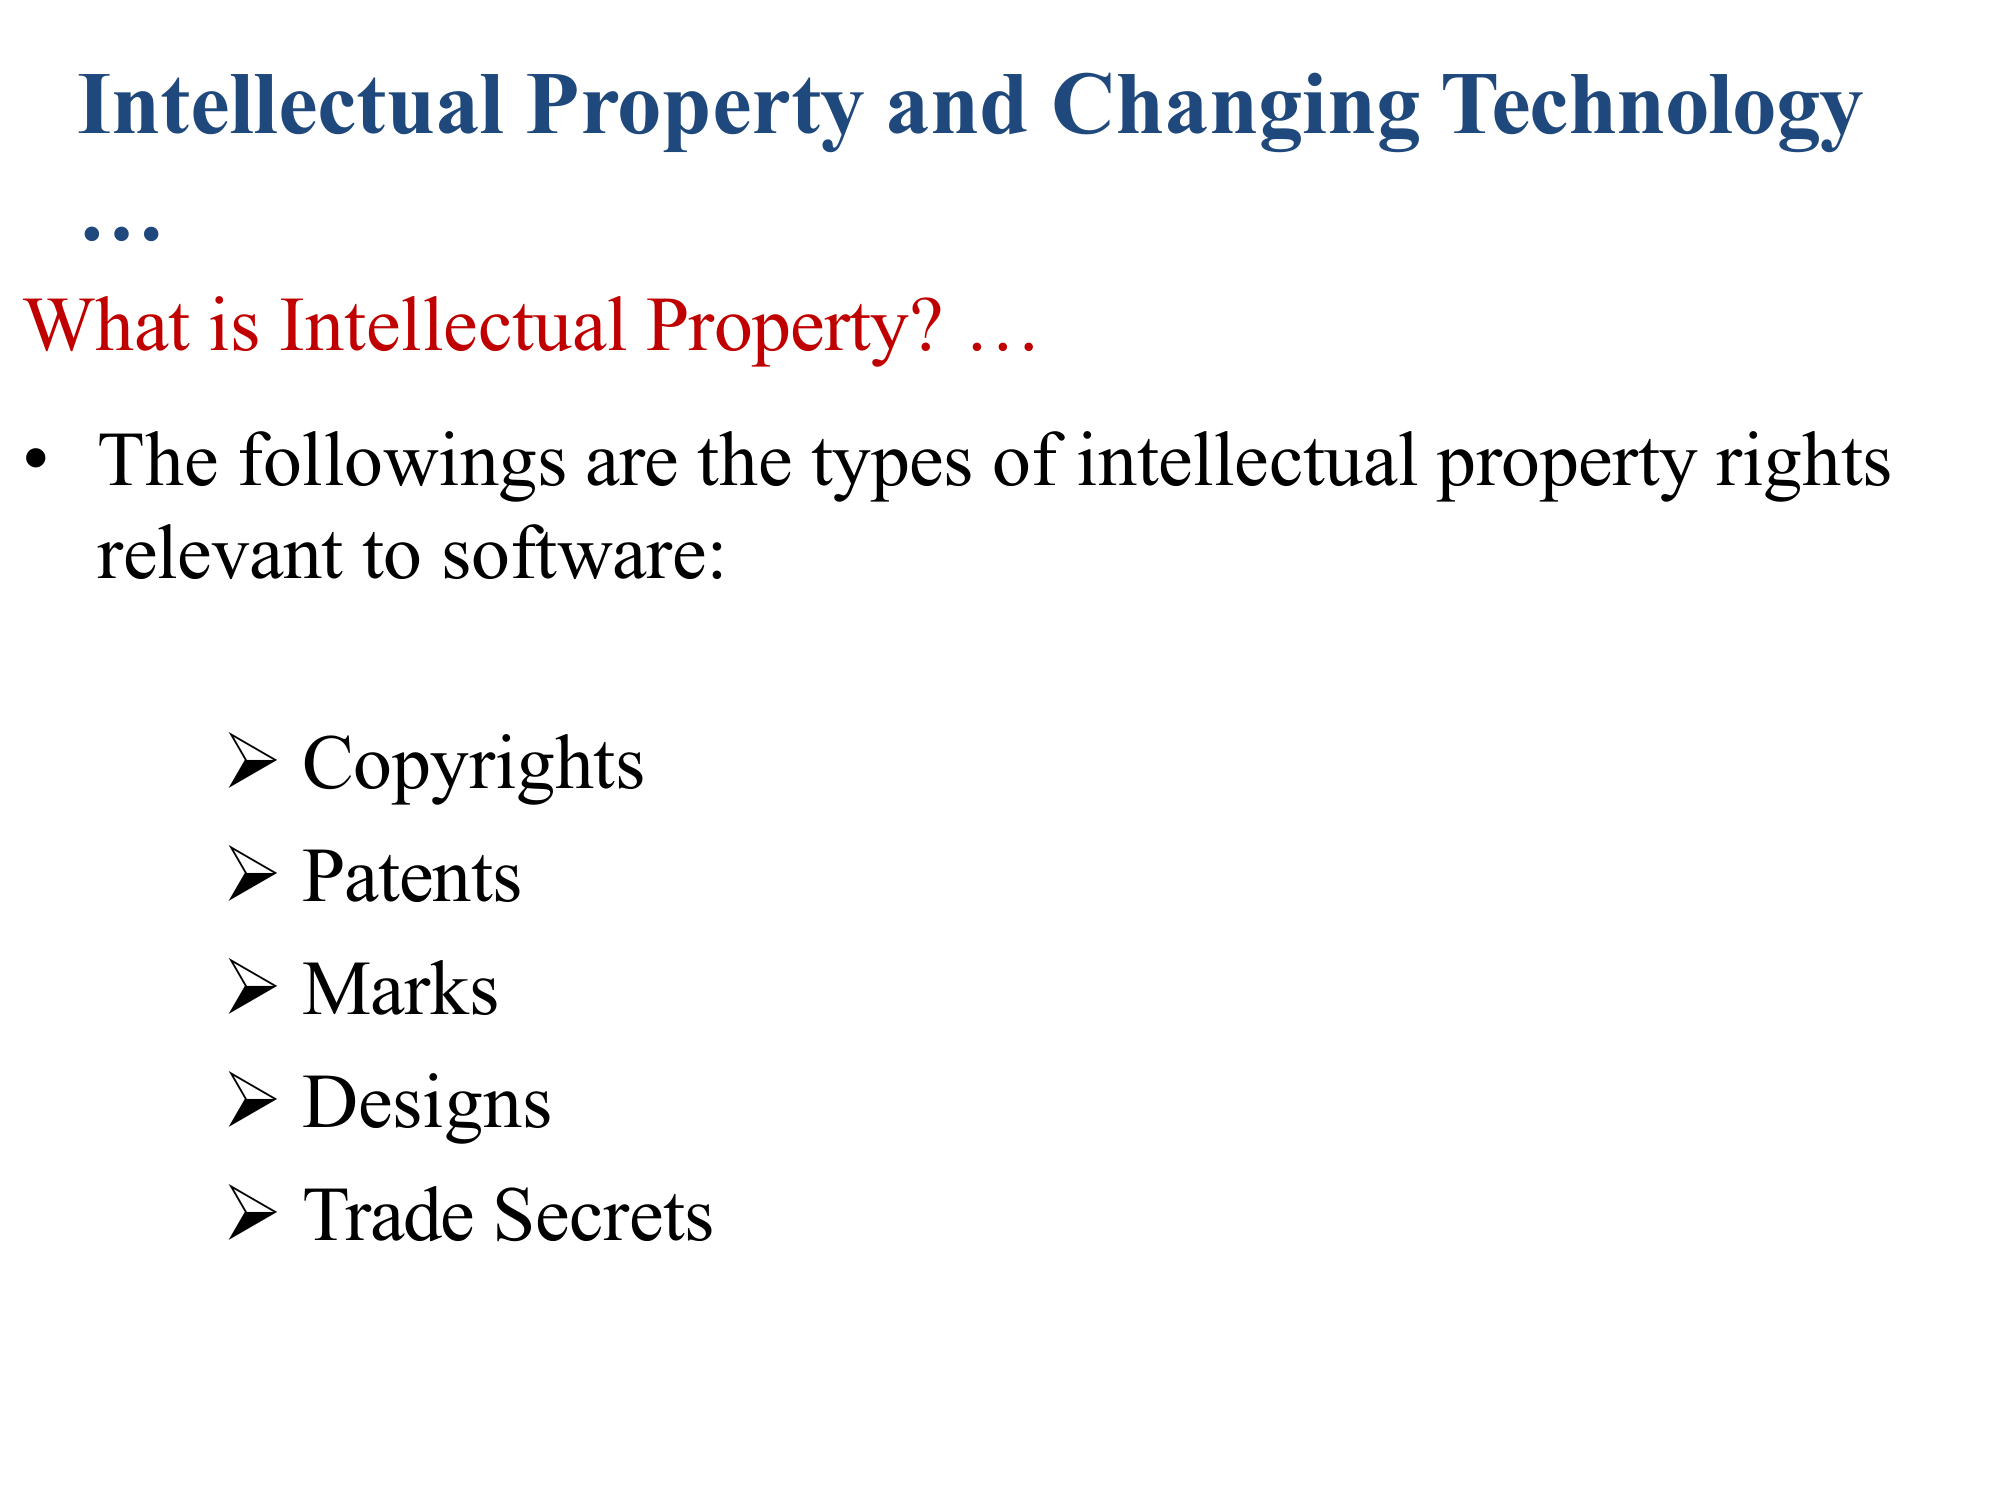 Intellectual Property and Changing Technology
…
What is Intellectual Property? …
• The followings are the types of intellectual property rights
relevant to software:
➢ Copyrights
➢ Patents
➢ Marks
➢ Designs
➢ Trade Secrets